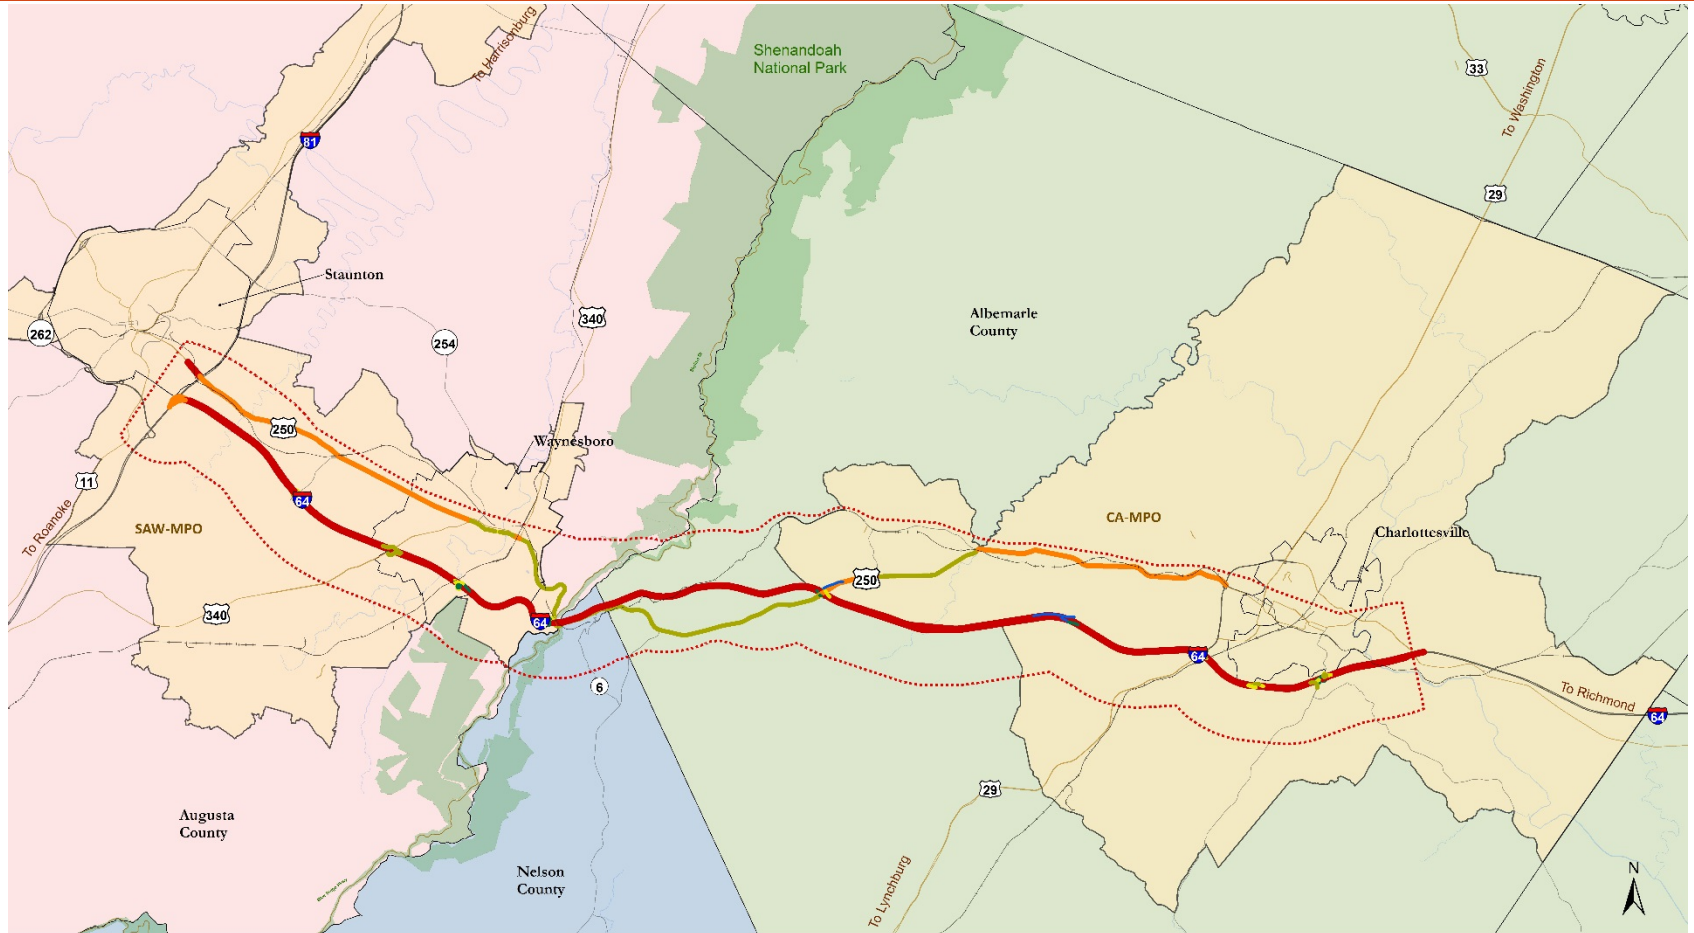 To Harrisonburg
Shenandoah
National Park
33
To Washington
81
29
Staunton
262
254
340
Albemarle
County
250
Waynesboro
11
64
To Roanoke
SAW-MPO
CA-MPO
Charlottesville
250
340
64
64
6
To Richmond
64
29
Augusta
County
Nelson
County
To Lynchburg
N